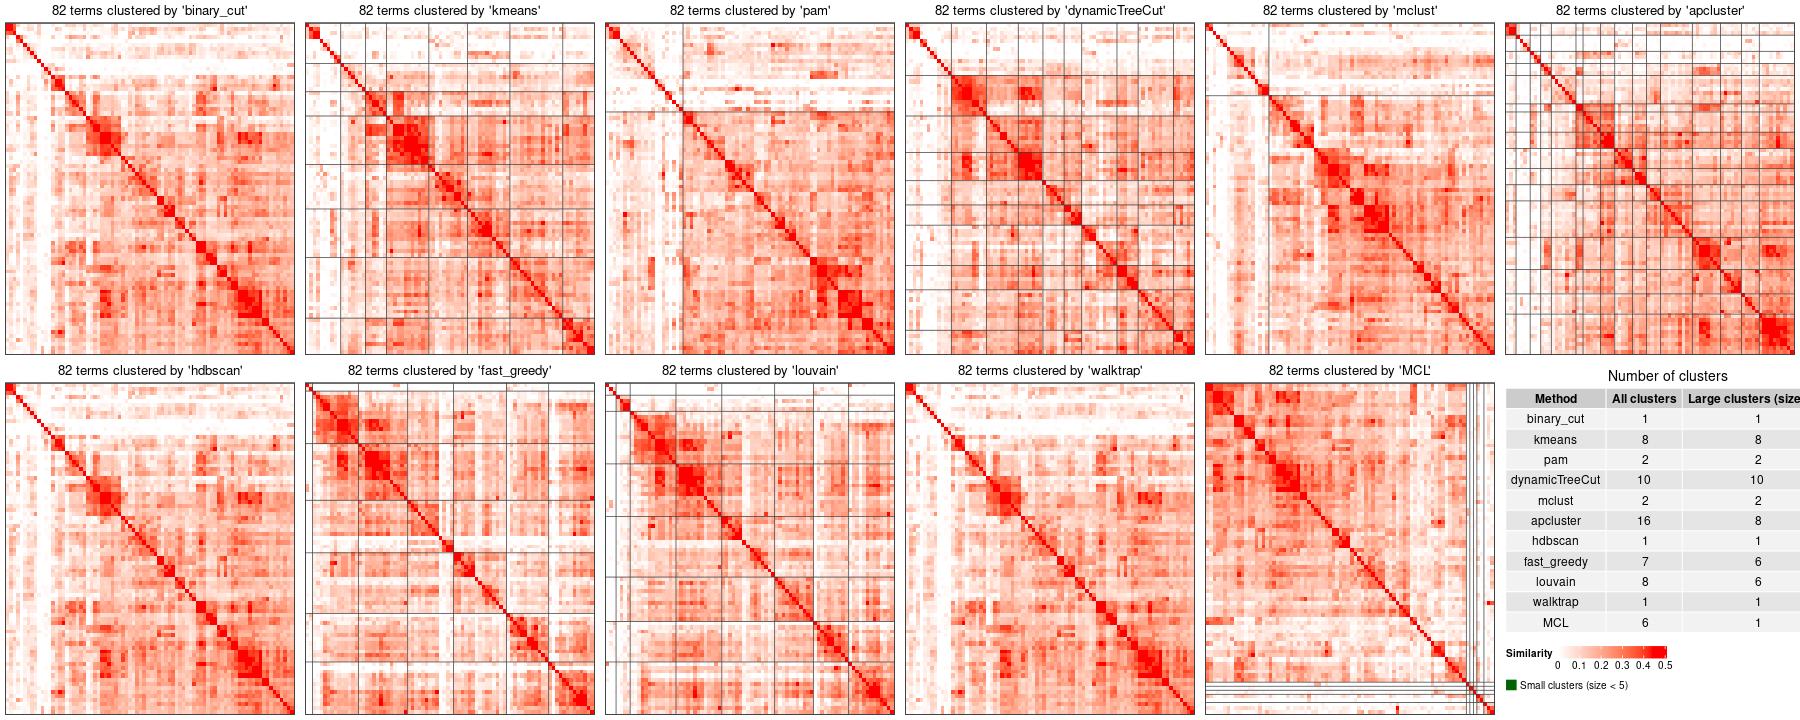 82 terms clustered by 'binary_cut'
82 terms clustered by 'kmeans'
82 terms clustered by 'pam'
82 terms clustered by 'dynamicTreeCut'
82 terms clustered by 'mclust'
82 terms clustered by 'apcluster'
82 terms clustered by 'hdbscan'
82 terms clustered by 'fast_greedy'
82 terms clustered by 'louvain'
82 terms clustered by 'walktrap'
82 terms clustered by 'MCL'
Number of clusters
Method All clusters Large clusters (size
binary_cut 1 1
kmeans 8 8
pam 2 2
dynamicTreeCut 10 10
mclust 2 2
apcluster 16 8
hdbscan 1 1
fast_greedy 7 6
louvain 8 6
walktrap 1 1
MCL 6 1
Similarity
0 0.1 0.2 0.3 0.4 0.5
Small clusters (size < 5)